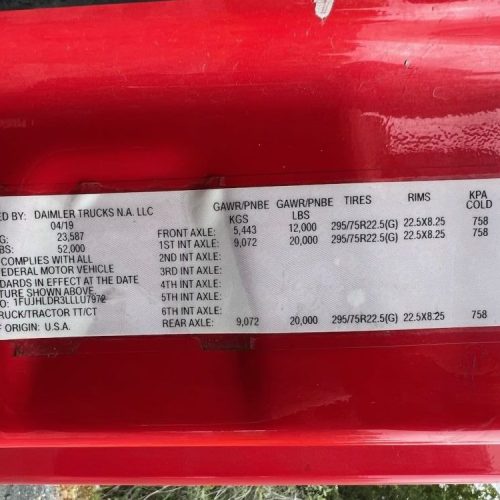 GAWR/PNBE GAWR/PNBE TIRES RIMS KPA
KGS LBS COLD
ED BY: DAIMLER TRUCKS N.A. LLC
04/19 FRONT AXLE: 5,443 12,000 295/75R22.5(G) 22.5X8.25 758
G: 23,587 1ST INT AXLE: 9,072 20,000 295/75R22.5(G) 22.5X8.25 758
BS: 52,000 2ND INT AXLE:
COMPLIES WITH ALL 3RD INT AXLE:
FEDERAL MOTOR VEHICLE 4TH INT AXLE:
NDARDS IN EFFECT AT THE DATE
TURE SHOWN ABOVE 5TH INT AXLE:
O: 1FUJHLDR3LLLU7972
RUCK/TRACTOR TT/CT 6TH INT AXLE:
F ORIGIN: U.S.A. REAR AXLE: 9,072 20,000 295/75R22.5(G) 22.5X8.25 758